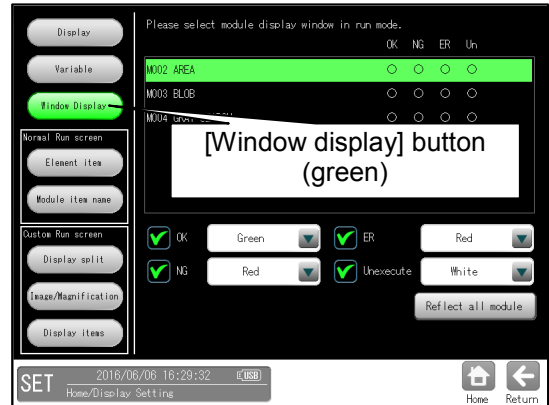 Display
Variable
Window Display
Normal Run screen
Element item
Module item name
Custom Run screen
Display split
Image/Magnification
Display items
Please select module display window in run mode.
OK NG ER Un
M002 AREA
M003 BLOB
M004
[Window display] button
(green)
OK Green ER Red
NG Red Unexecute White
Reflect all module
SET 2016/06/06 16:29:32 USB
Home/Display Setting
Home Return